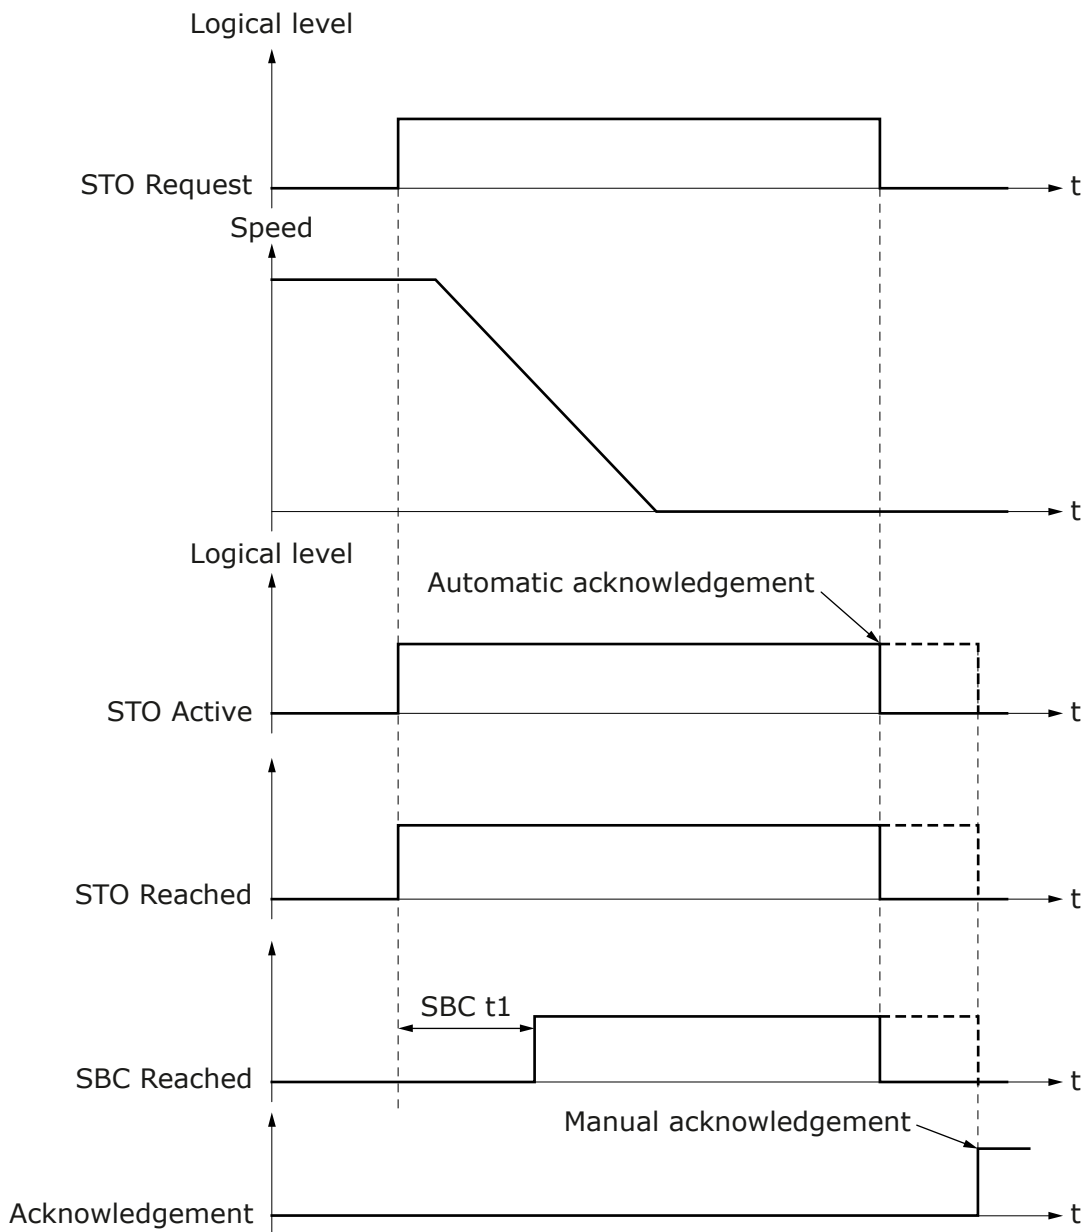 Logical level
STO Request
t
Speed
t
Logical level
Automatic acknowledgement
STO Active
t
STO Reached
t
SBC t1
SBC Reached
t
Manual acknowledgement
Acknowledgement
t